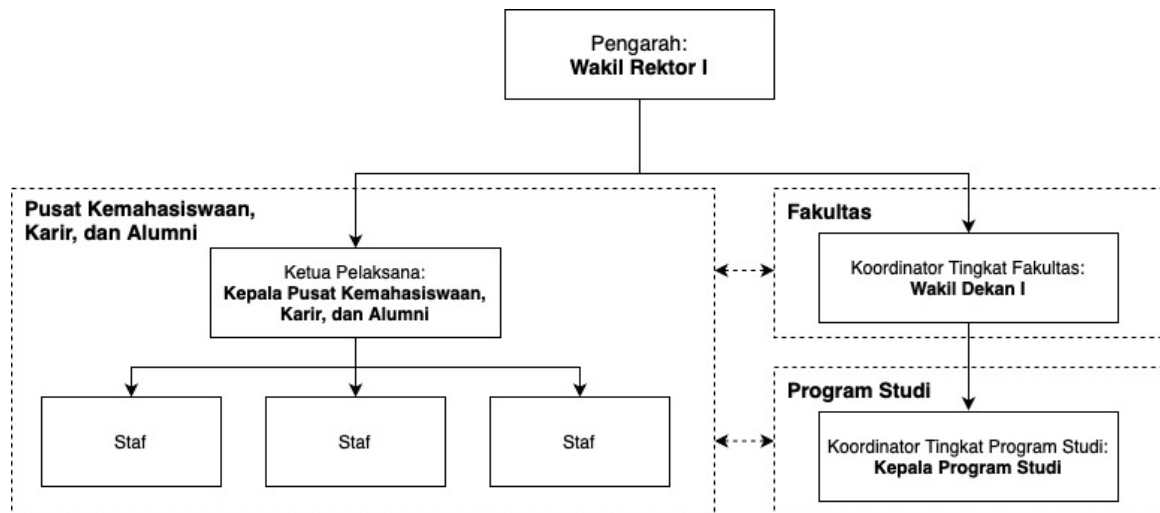 Pengarah:
Wakil Rektor I
Pusat Kemahasiswaan,
Karir, dan Alumni
Ketua Pelaksana:
Kepala Pusat Kemahasiswaan,
Karir, dan Alumni
Staf
Staf
Staf
Fakultas
Koordinator Tingkat Fakultas:
Wakil Dekan I
Program Studi
Koordinator Tingkat Program Studi:
Kepala Program Studi